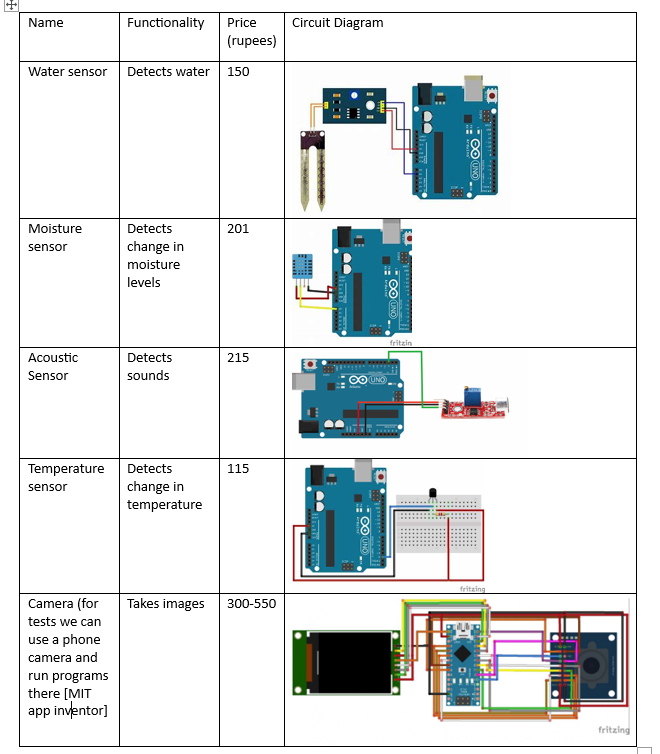 Name Functionality Price Circuit Diagram
(rupees)
Water sensor Detects water 150
UNO
Moisture Detects 201
sensor change in
moisture
levels
UNO
fritzin
Acoustic Detects 215
Sensor sounds
UNO
Temperature Detects 115
sensor change in
temperature
UNO
fritzing
Camera (for Takes images 300-550
tests we can
use a phone
camera and
run programs
there [MIT
app inventor]
fritzing